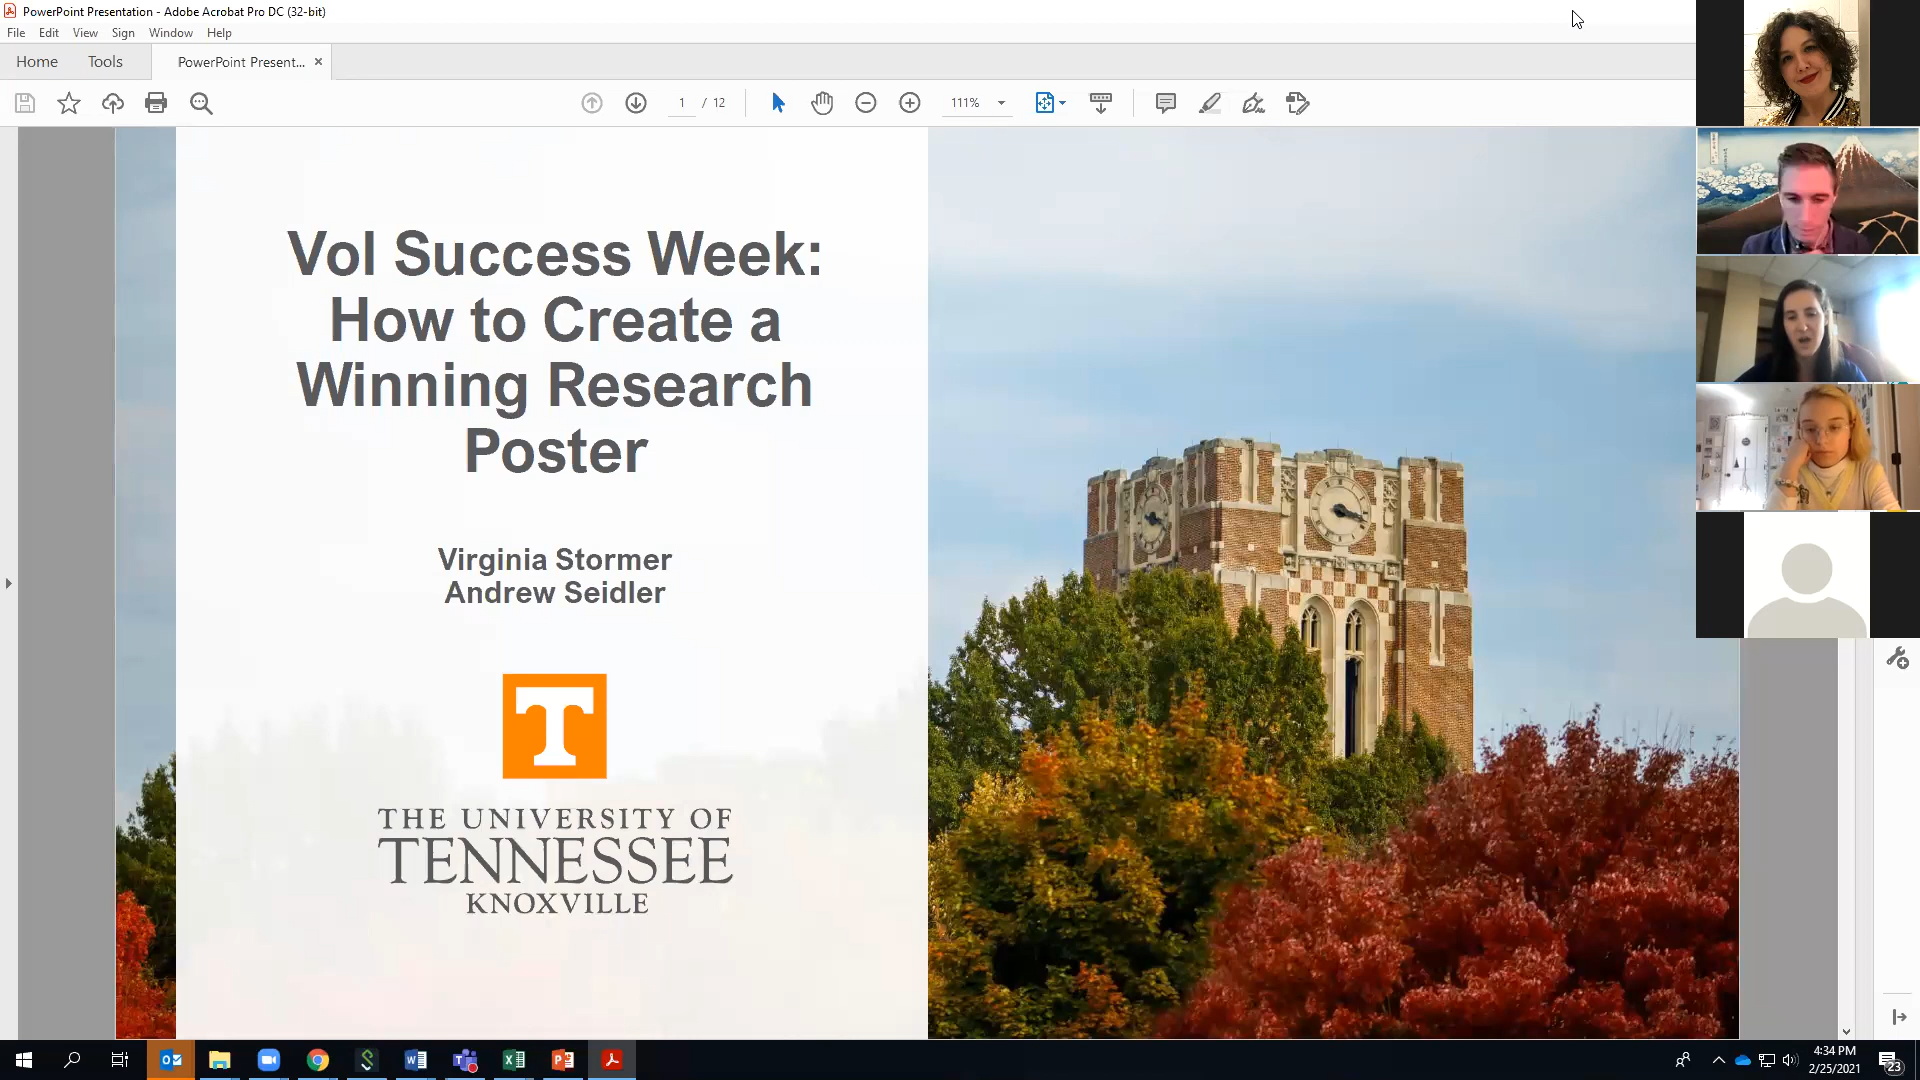 PowerPoint Presentation - Adobe Acrobat Pro DC (32-bit)
File Edit View Sign Window Help
Home Tools PowerPoint Present... ×
1 / 12 111%
Vol Success Week:
How to Create a
Winning Research
Poster
Virginia Stormer
Andrew Seidler
T
THE UNIVERSITY OF
TENNESSEE
KNOXVILLE
4:34 PM
2/25/2021
23